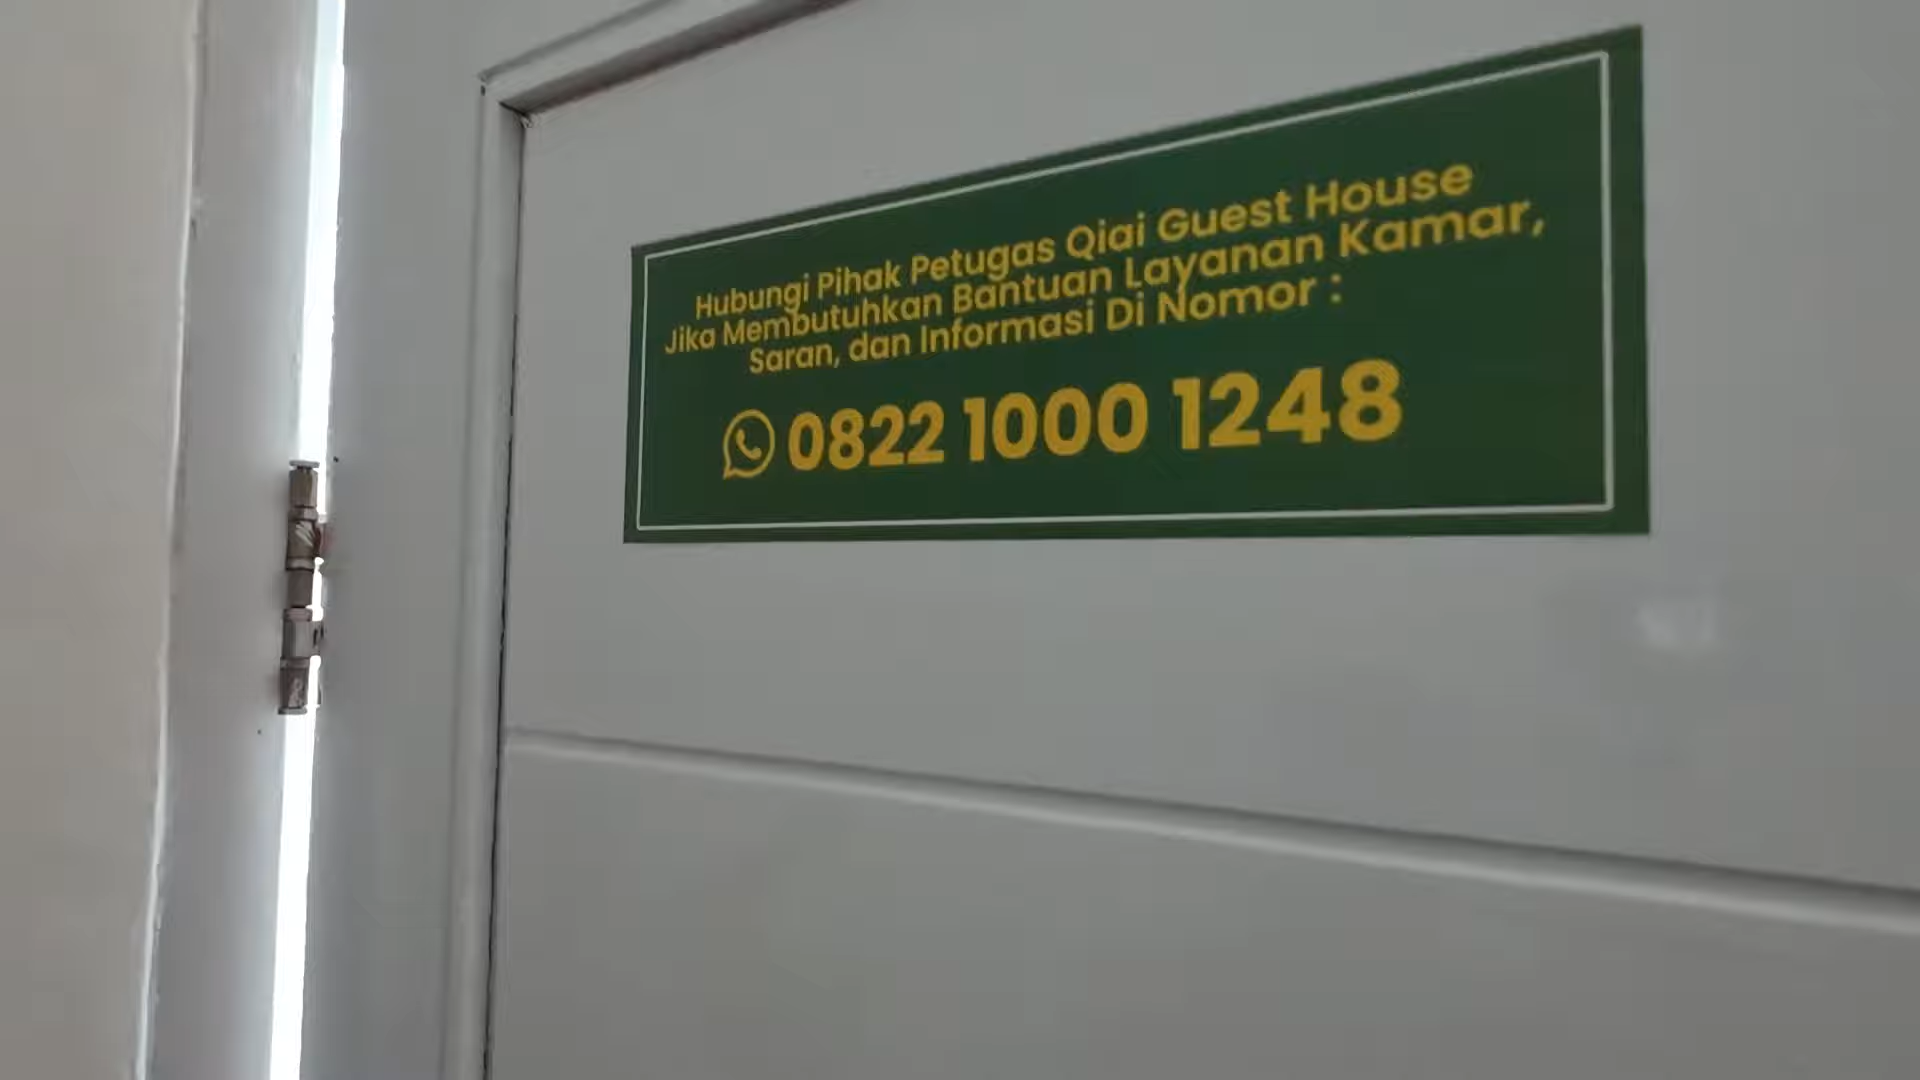 Hubungi Pihak Petugas Qiai Guest House
Jika Membutuhkan Bantuan Layanan Kamar,
Saran, dan Informasi Di Nomor :
0822 1000 1248